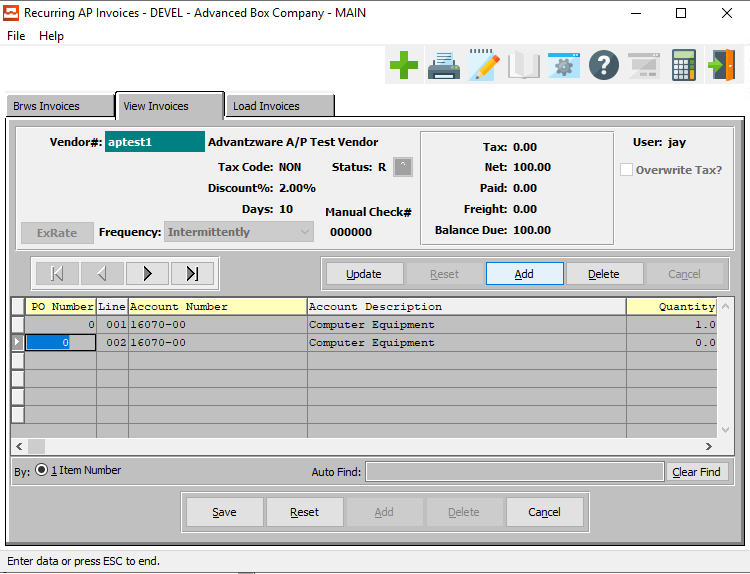 Recurring AP Invoices - DEVEL - Advanced Box Company - MAIN
File Help
Brws Invoices View Invoices Load Invoices
Vendor#: aptest1 Advantzware A/P Test Vendor
Tax Code: NON Status: R ^
Discount%: 2.00%
Days: 10 Manual Check#
ExRate Frequency: Intermittently 000000
Tax: 0.00
Net: 100.00
Paid: 0.00
Freight: 0.00
Balance Due: 100.00
User: jay
Overwrite Tax?
Update Reset Add Delete Cancel
PO Number Line Account Number Account Description Quantity
0 001 16070-00 Computer Equipment 1.0
0 002 16070-00 Computer Equipment 0.0
By: 1 Item Number Auto Find: Clear Find
Save Reset Add Delete Cancel
Enter data or press ESC to end.